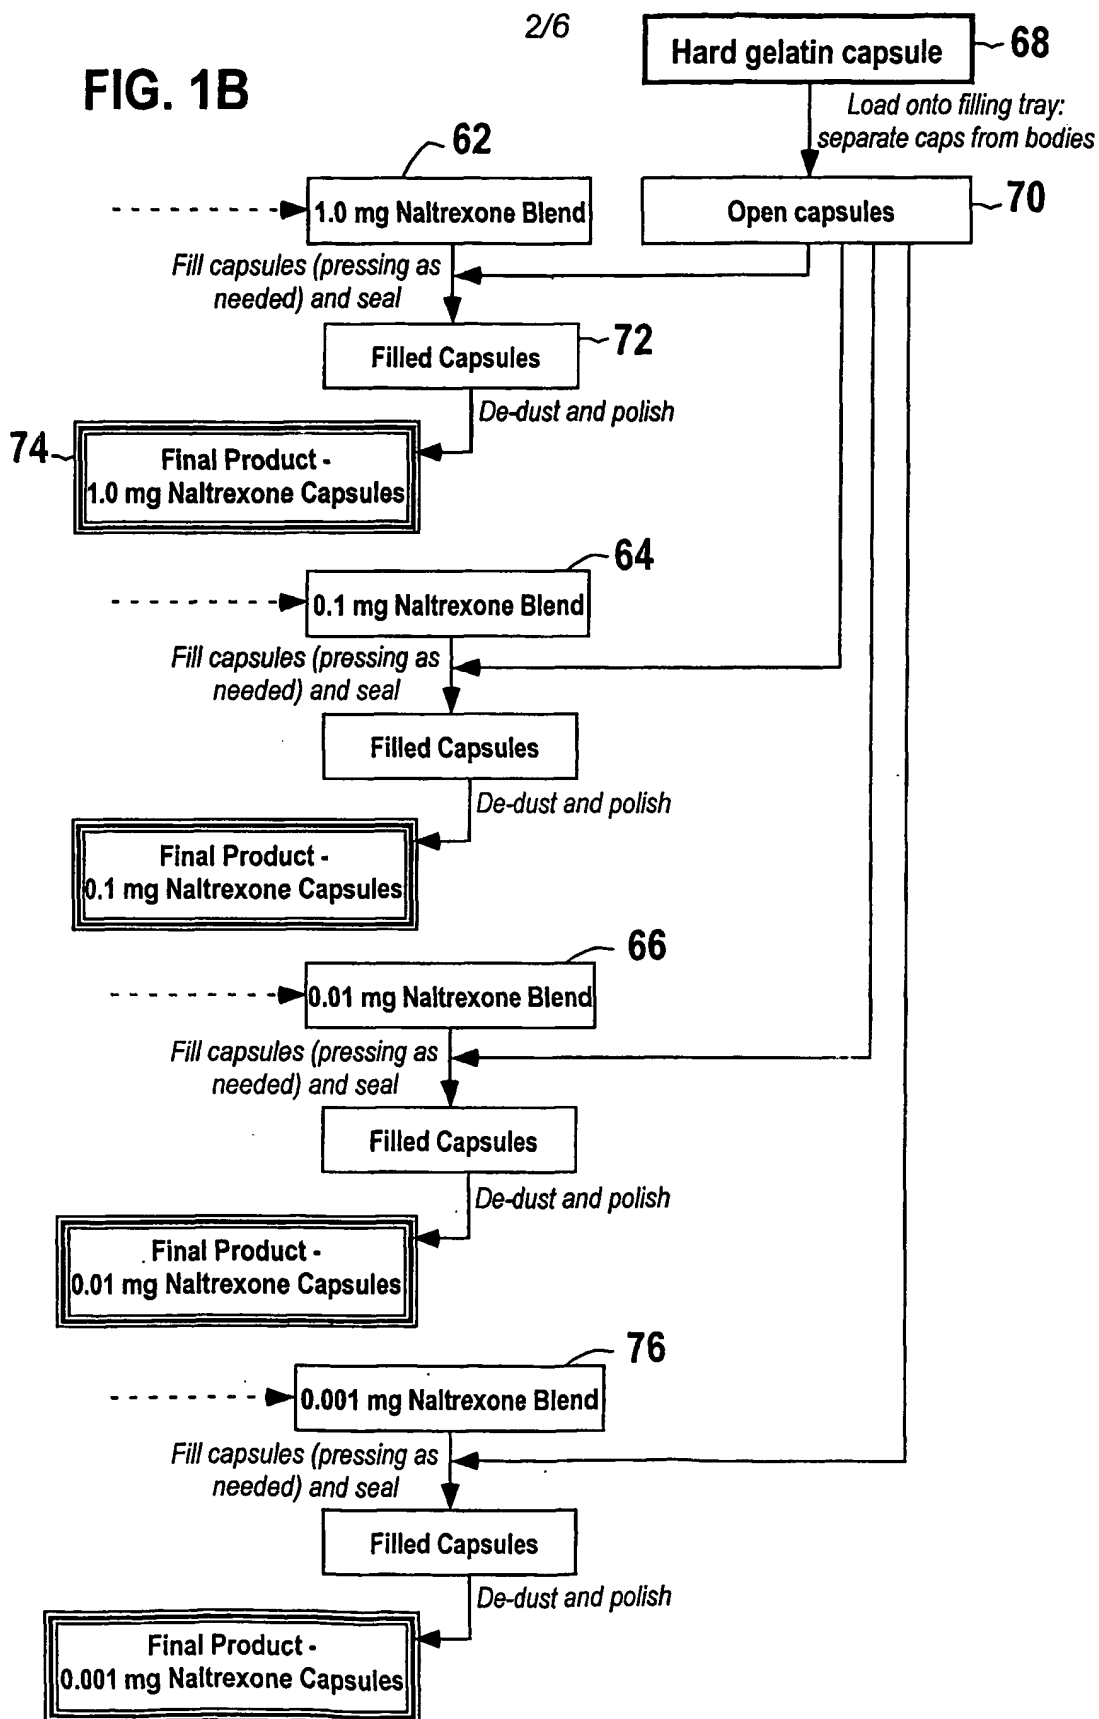 2/6
FIG. 1B
Hard gelatin capsule
68
Load onto filling tray:
separate caps from bodies
Open capsules
70
62
1.0 mg Naltrexone Blend
Fill capsules (pressing as
needed) and seal
Filled Capsules
72
De-dust and polish
74
Final Product -
1.0 mg Naltrexone Capsules
64
0.1 mg Naltrexone Blend
Fill capsules (pressing as
needed) and seal
Filled Capsules
De-dust and polish
Final Product -
0.1 mg Naltrexone Capsules
66
0.01 mg Naltrexone Blend
Fill capsules (pressing as
needed) and seal
Filled Capsules
De-dust and polish
Final Product -
0.01 mg Naltrexone Capsules
76
0.001 mg Naltrexone Blend
Fill capsules (pressing as
needed) and seal
Filled Capsules
De-dust and polish
Final Product -
0.001 mg Naltrexone Capsules